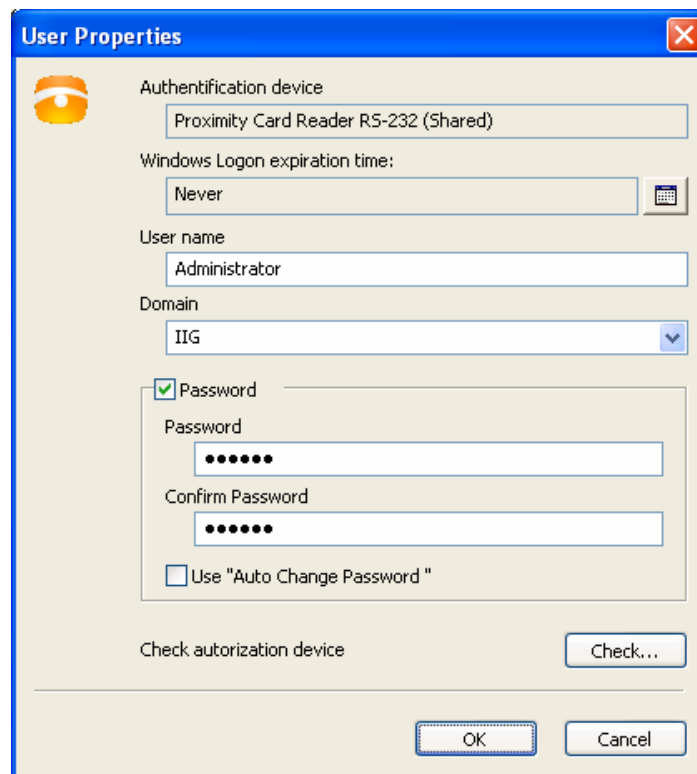 User Properties
Authentification device
Proximity Card Reader RS-232 (Shared)
Windows Logon expiration time:
Never
User name
Administrator
Domain
IIG
Password
Password
●●●●●●
Confirm Password
●●●●●●
Use "Auto Change Password "
Check autorization device
Check...
OK
Cancel